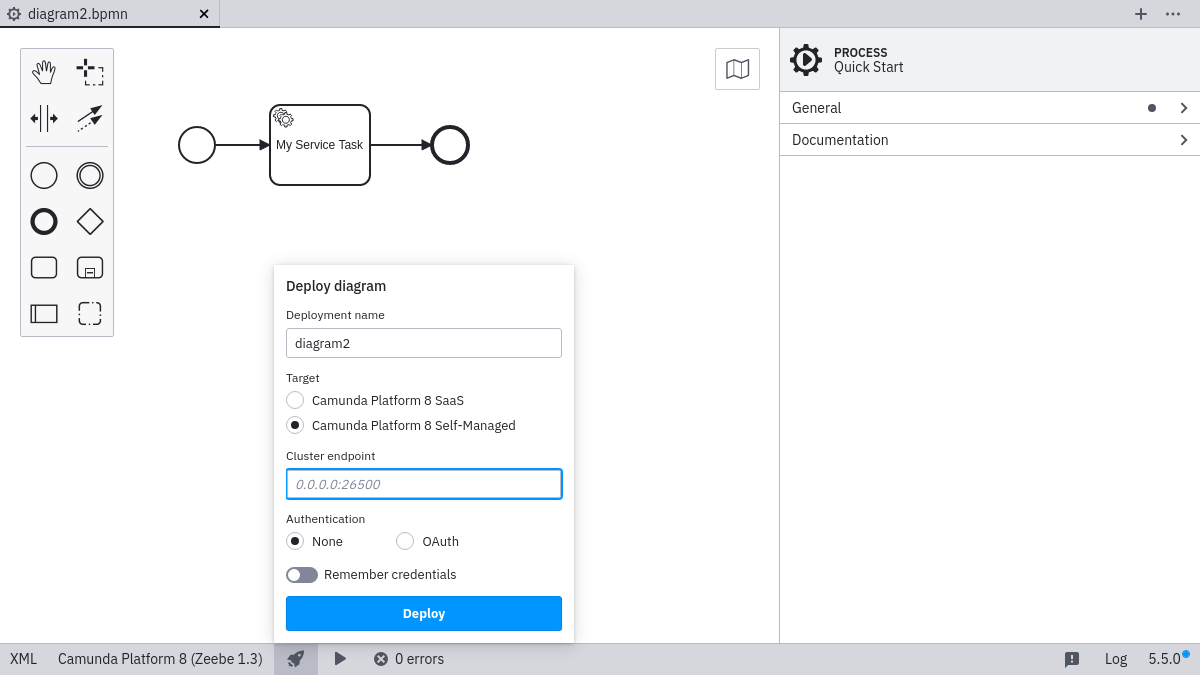 diagram2.bpmn
PROCESS
Quick Start
General
Documentation
My Service Task
Deploy diagram
Deployment name
diagram2
Target
Camunda Platform 8 SaaS
Camunda Platform 8 Self-Managed
Cluster endpoint
0.0.0.0:26500
Authentication
None OAuth
Remember credentials
Deploy
XML Camunda Platform 8 (Zeebe 1.3) 0 errors Log 5.5.0